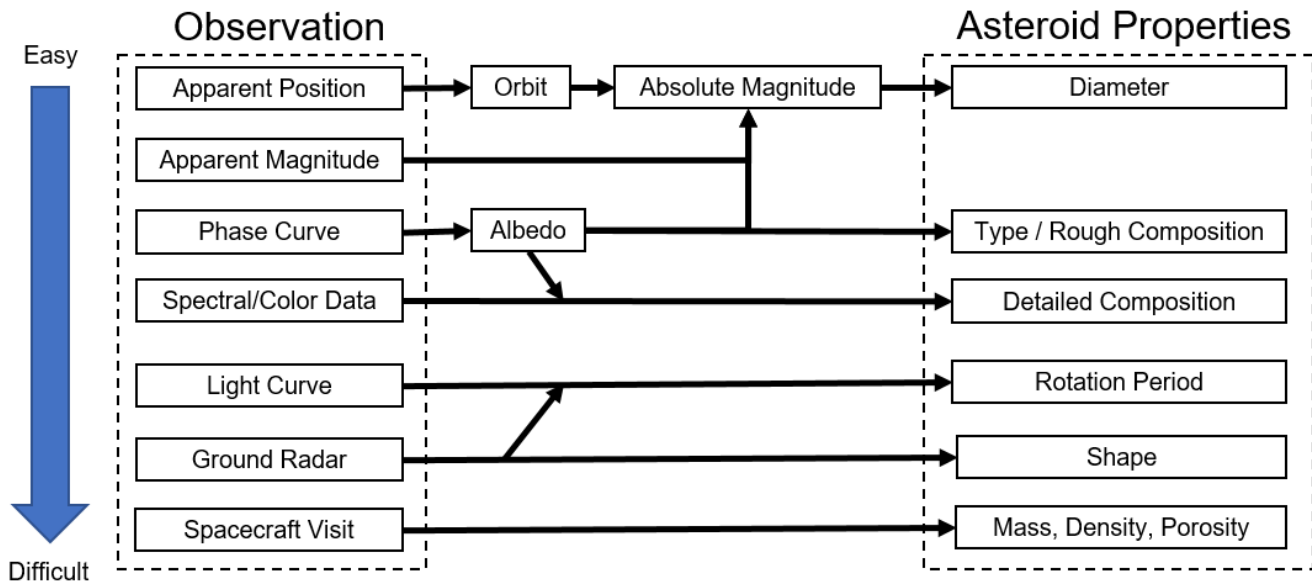 Observation
Asteroid Properties
Easy
Apparent Position
Orbit
Absolute Magnitude
Diameter
Apparent Magnitude
Phase Curve
Albedo
Type / Rough Composition
Spectral/Color Data
Detailed Composition
Light Curve
Rotation Period
Ground Radar
Shape
Spacecraft Visit
Mass, Density, Porosity
Difficult